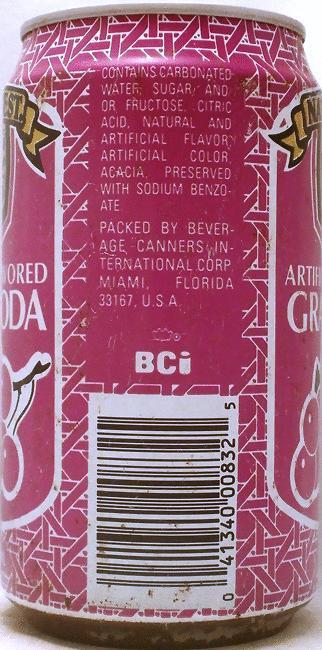 CONTAINS CARBONATED
WATER, SUGAR AND
OR FRUCTOSE, CITRIC
ACID, NATURAL AND
ARTIFICIAL FLAVOR,
ARTIFICIAL COLOR,
ACACIA, PRESERVED
WITH SODIUM BENZO-
ATE
PACKED BY BEVER-
AGE CANNERS IN-
TERNATIONAL CORP.
MIAMI, FLORIDA
33167, U.S.A.
BCi
0 41340 00832 5
ORED
ODA
ARTIF
GRA